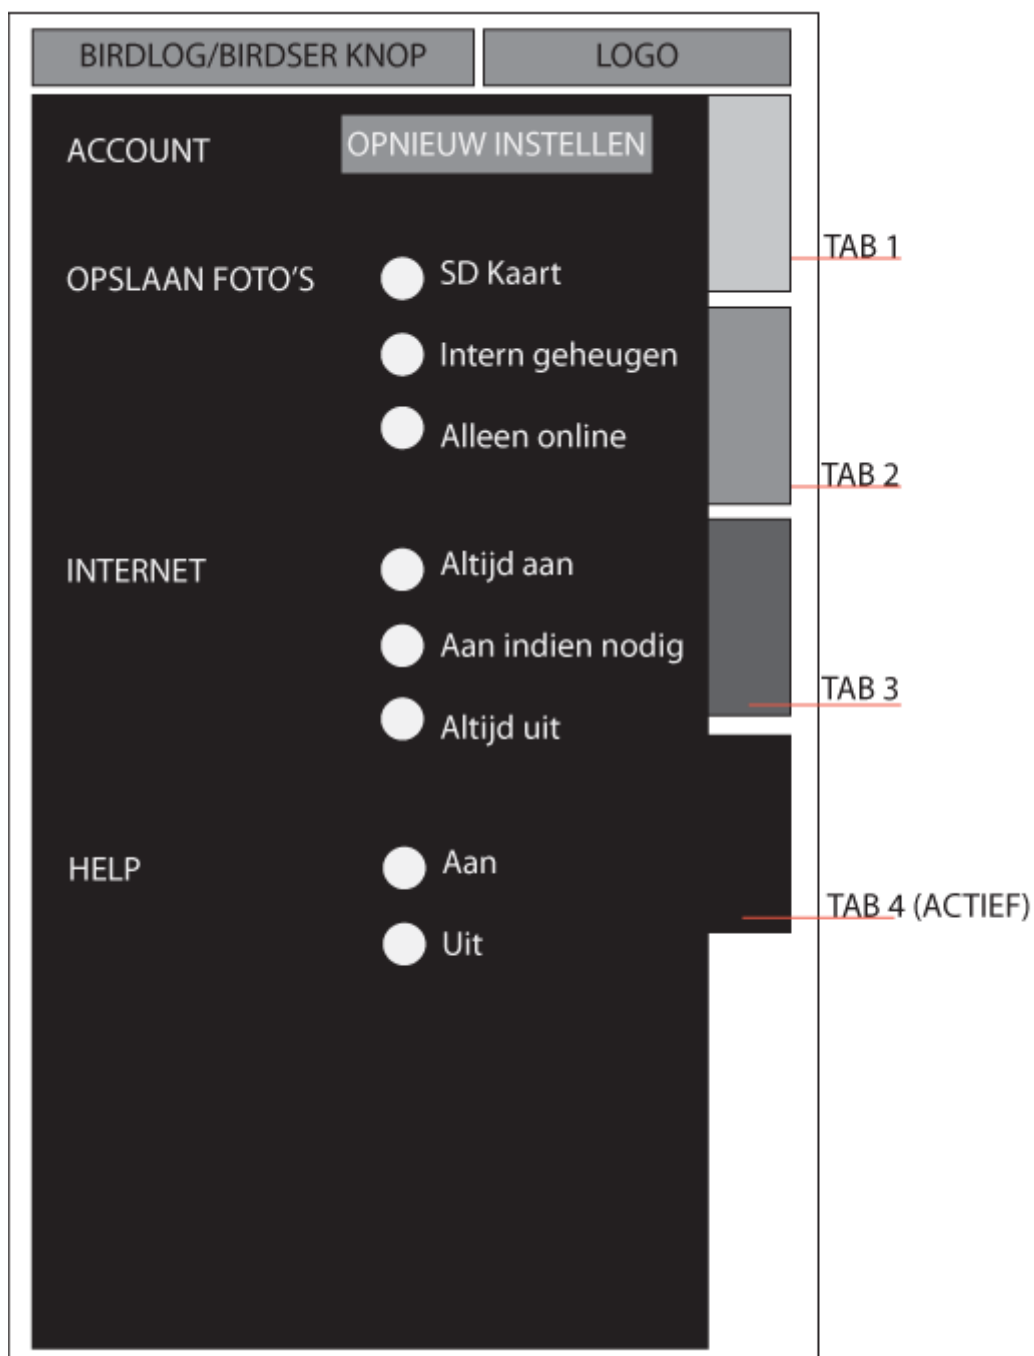 BIRDLOG/BIRDSER KNOP
LOGO
ACCOUNT
OPNIEUW INSTELLEN
OPSLAAN FOTO'S
SD Kaart
Intern geheugen
Alleen online
INTERNET
Altijd aan
Aan indien nodig
Altijd uit
HELP
Aan
Uit
TAB 1
TAB 2
TAB 3
TAB 4 (ACTIEF)